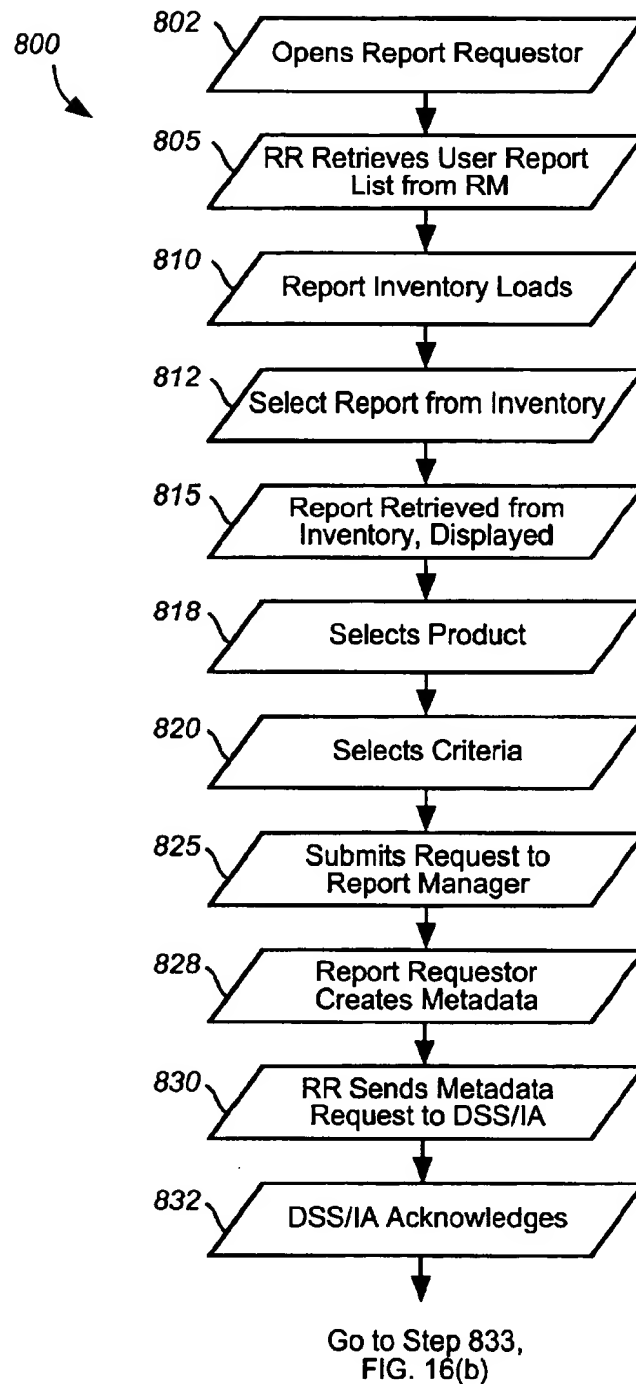 800
802
Opens Report Requestor
805
RR Retrieves User Report
List from RM
810
Report Inventory Loads
812
Select Report from Inventory
815
Report Retrieved from
Inventory, Displayed
818
Selects Product
820
Selects Criteria
825
Submits Request to
Report Manager
828
Report Requestor
Creates Metadata
830
RR Sends Metadata
Request to DSS/IA
832
DSS/IA Acknowledges
Go to Step 833,
FIG. 16(b)